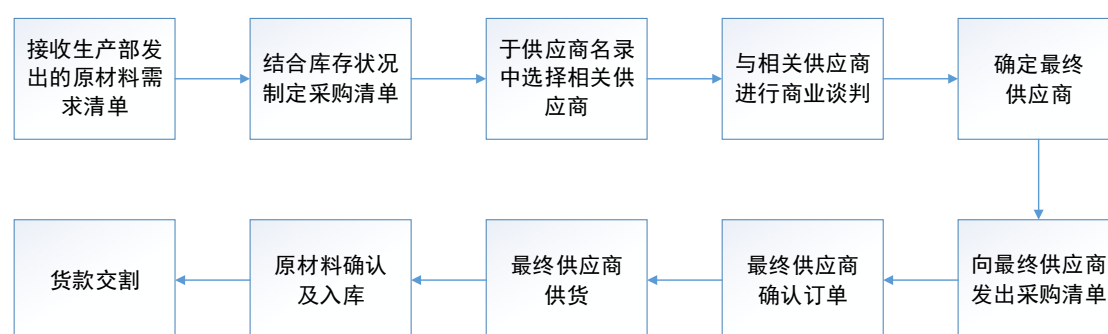 接收生产部发
出的原材料需
求清单
结合库存状况
制定采购清单
于供应商名录
中选择相关供
应商
与相关供应商
进行商业谈判
确定最终
供应商
向最终供应商
发出采购清单
最终供应商
确认订单
最终供应商
供货
原材料确认
及入库
货款交割